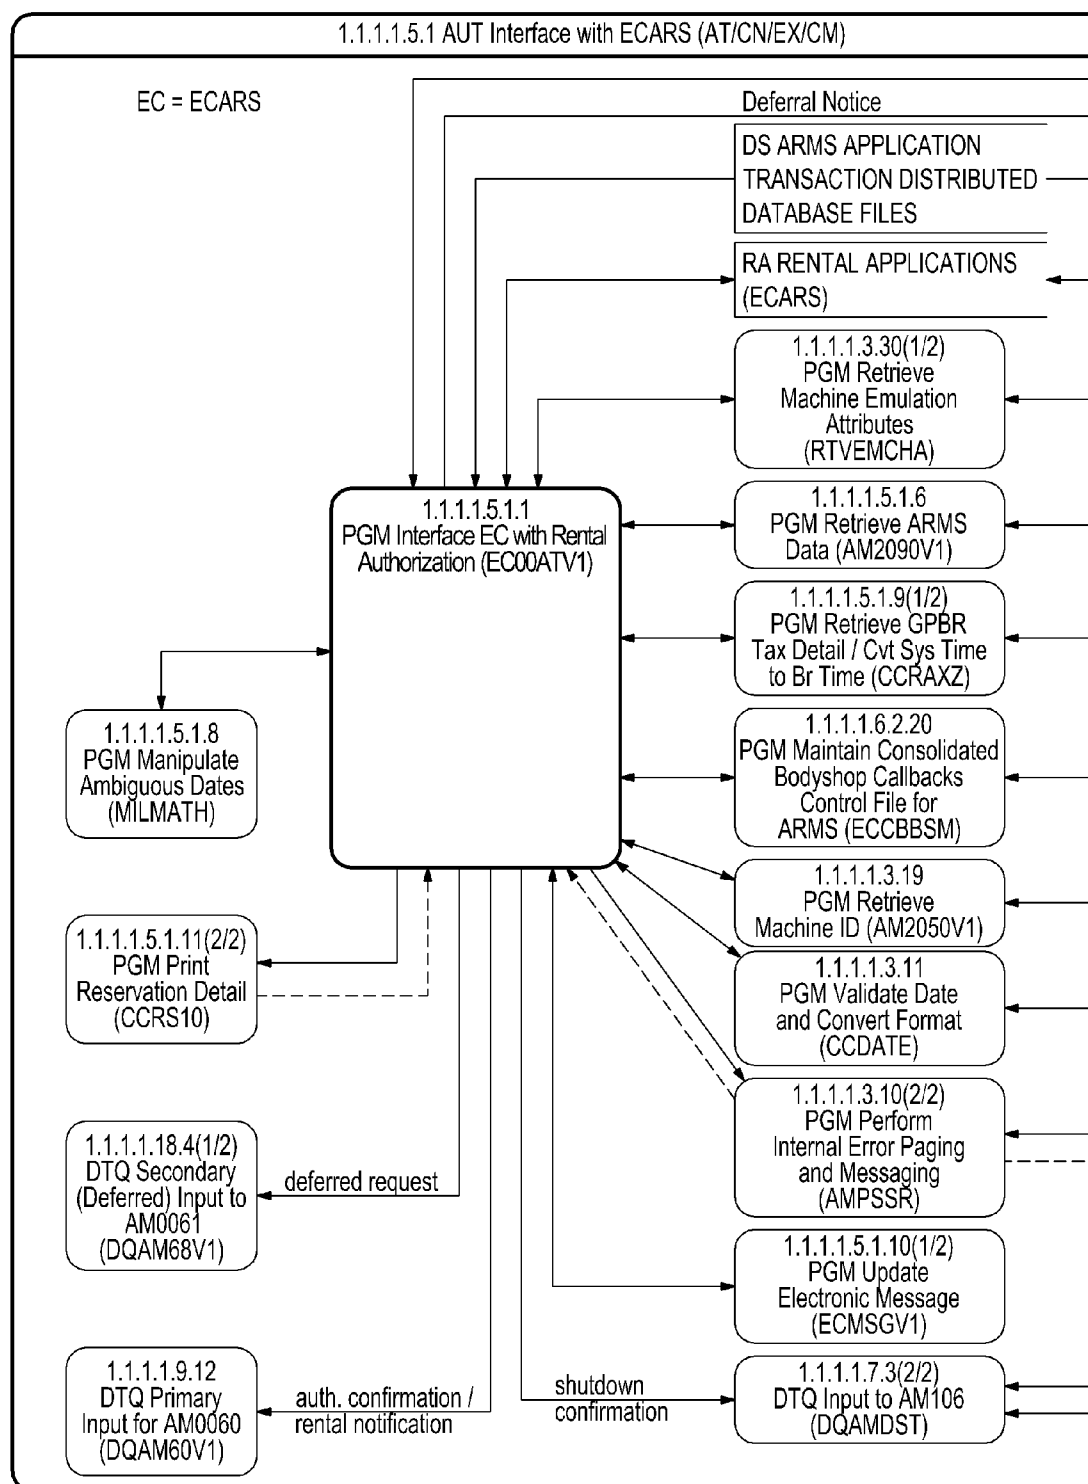 1.1.1.1.5.1 AUT Interface with ECARS (AT/CN/EX/CM)
EC = ECARS
Deferral Notice
DS ARMS APPLICATION
TRANSACTION DISTRIBUTED
DATABASE FILES
RA RENTAL APPLICATIONS
(ECARS)
1.1.1.1.3.30(1/2)
PGM Retrieve
Machine Emulation
Attributes
(RTVEMCHA)
1.1.1.1.5.1.1
PGM Interface EC with Rental
Authorization (EC00ATV1)
1.1.1.1.5.1.6
PGM Retrieve ARMS
Data (AM2090V1)
1.1.1.1.5.1.9(1/2)
PGM Retrieve GPBR
Tax Detail / Cvt Sys Time
to Br Time (CCRAXZ)
1.1.1.1.5.1.8
PGM Manipulate
Ambiguous Dates
(MILMATH)
1.1.1.1.6.2.20
PGM Maintain Consolidated
Bodyshop Callbacks
Control File for
ARMS (ECCBBSM)
1.1.1.1.3.19
PGM Retrieve
Machine ID (AM2050V1)
1.1.1.1.5.1.11(2/2)
PGM Print
Reservation Detail
(CCRS10)
1.1.1.1.3.11
PGM Validate Date
and Convert Format
(CCDATE)
1.1.1.1.3.10(2/2)
PGM Perform
Internal Error Paging
and Messaging
(AMPSSR)
1.1.1.1.18.4(1/2)
DTQ Secondary
(Deferred) Input to
AM0061
(DQAM68V1)
deferred request
1.1.1.1.5.1.10(1/2)
PGM Update
Electronic Message
(ECMSGV1)
1.1.1.1.9.12
DTQ Primary
Input for AM0060
(DQAM60V1)
auth. confirmation /
rental notification
shutdown
confirmation
1.1.1.1.7.3(2/2)
DTQ Input to AM106
(DQAMDST)